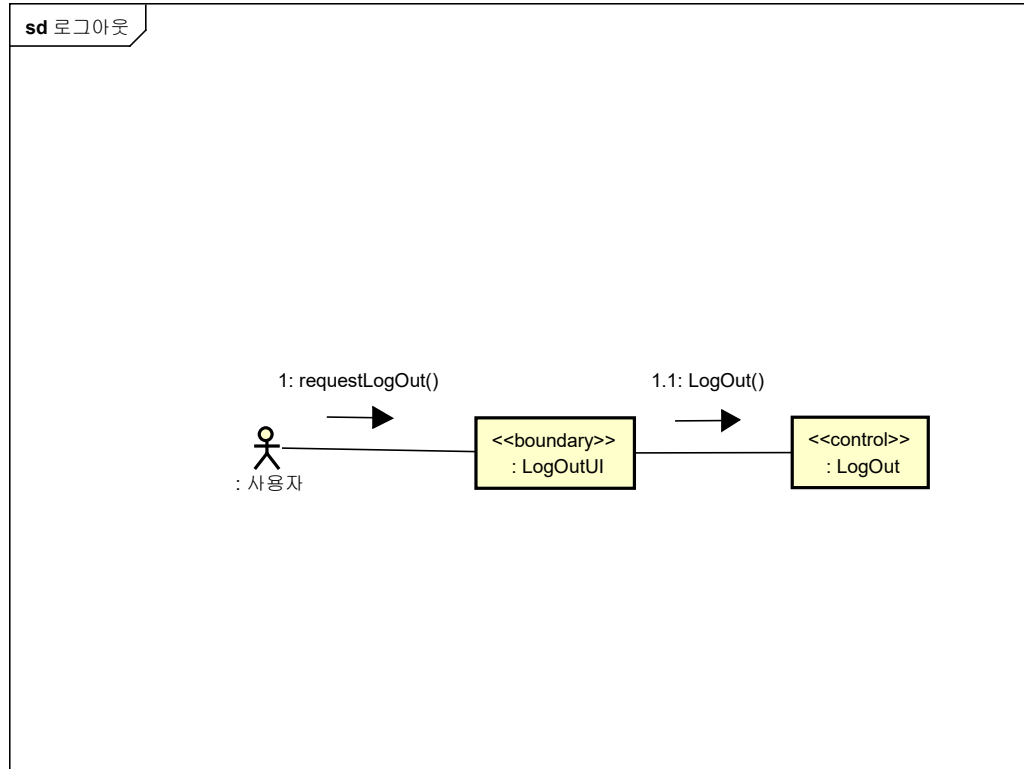 sd 로그아웃
1: requestLogOut()
1.1: LogOut()
<<boundary>>
: LogOutUI
<<control>>
: LogOut
: 사용자